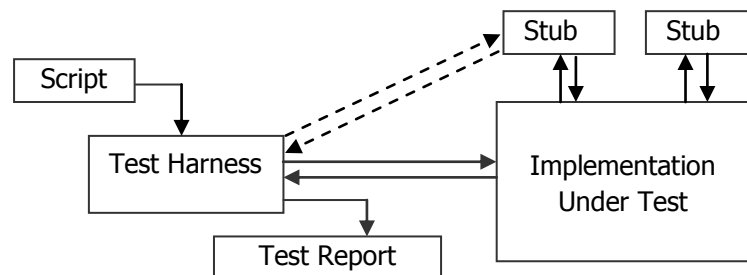 Stub
Stub
Script
Test Harness
Implementation
Under Test
Test Report